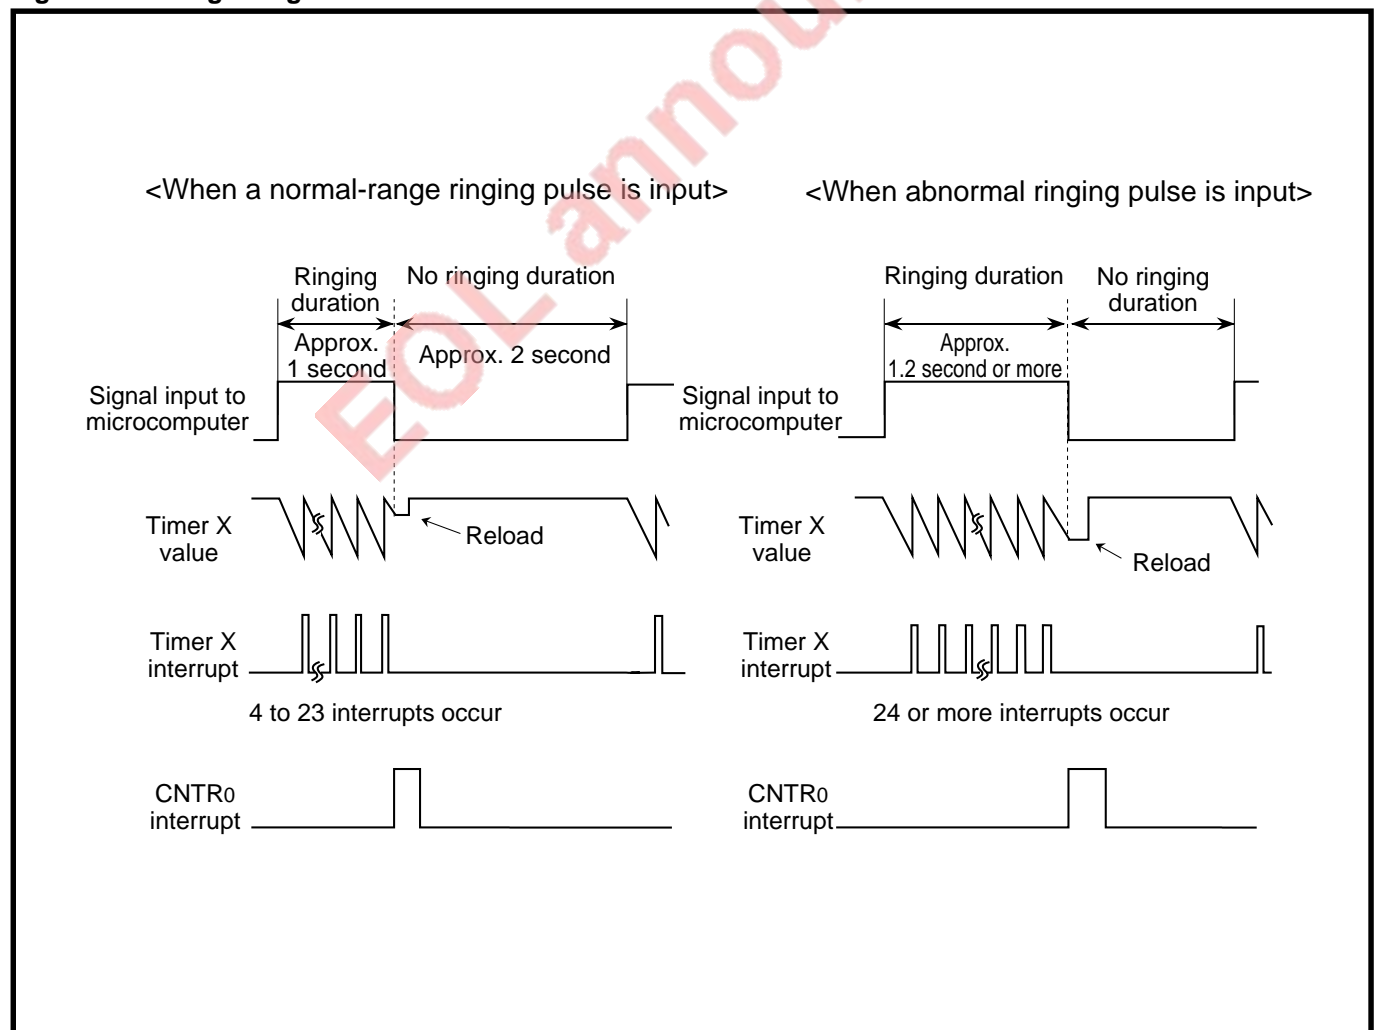 <When a normal-range ringing pulse is input>
<When abnormal ringing pulse is input>
Ringing
duration
No ringing duration
Approx.
1 second
Approx. 2 second
Signal input to
microcomputer
Timer X
value
Reload
Timer X
interrupt
4 to 23 interrupts occur
CNTR0
interrupt
Ringing duration
No ringing
duration
Approx.
1.2 second or more
Signal input to
microcomputer
Timer X
value
Reload
Timer X
interrupt
24 or more interrupts occur
CNTR0
interrupt
EOL